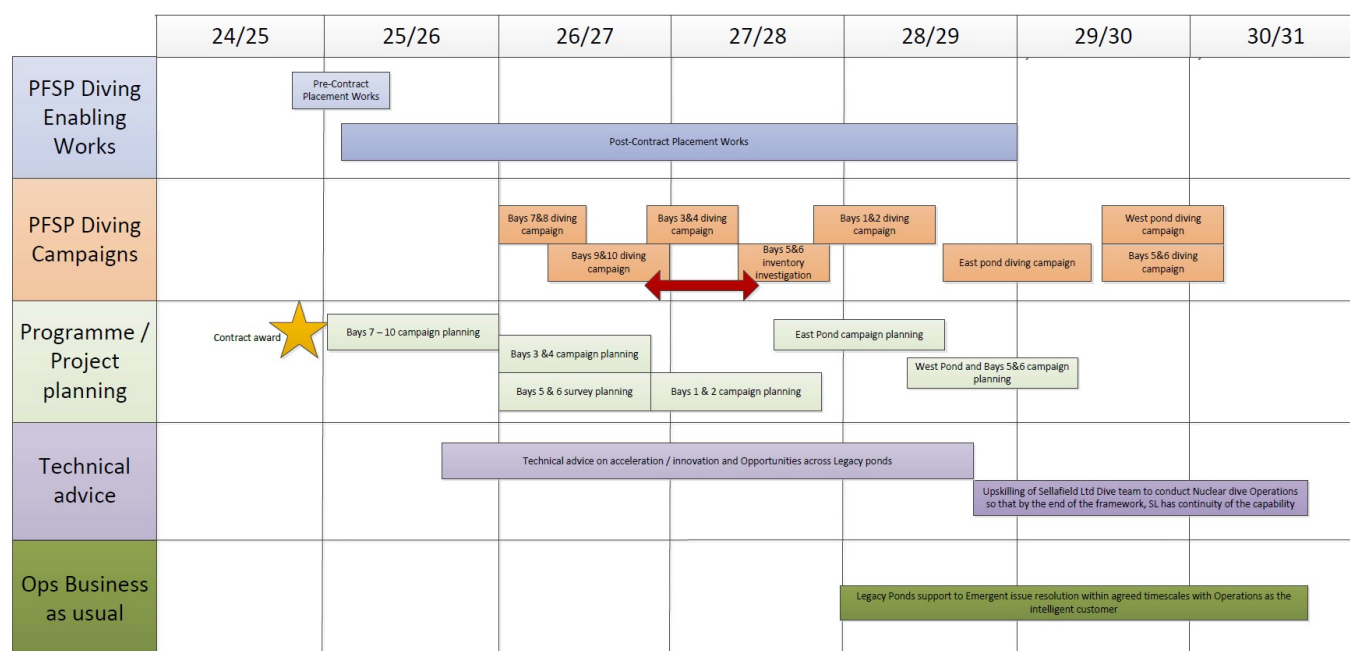 24/25 25/26 26/27 27/28 28/29 29/30 30/31
PFSP Diving
Enabling
Works
Pre-Contract
Placement Works
Post-Contract Placement Works
PFSP Diving
Campaigns
Bays 7&8 diving
campaign
Bays 9&10 diving
campaign
Bays 3&4 diving
campaign
Bays 5&6
inventory
investigation
Bays 1&2 diving
campaign
East pond diving campaign
West pond diving
campaign
Bays 5&6 diving
campaign
Programme /
Project
planning
Contract award
Bays 7 – 10 campaign planning
Bays 3 &4 campaign planning
Bays 5 & 6 survey planning
Bays 1 & 2 campaign planning
East Pond campaign planning
West Pond and Bays 5&6 campaign
planning
Technical
advice
Technical advice on acceleration / innovation and Opportunities across Legacy ponds
Upskilling of Sellafield Ltd Dive team to conduct Nuclear dive Operations
so that by the end of the framework, SL has continuity of the capability
Ops Business
as usual
Legacy Ponds support to Emergent issue resolution within agreed timescales with Operations as the
intelligent customer